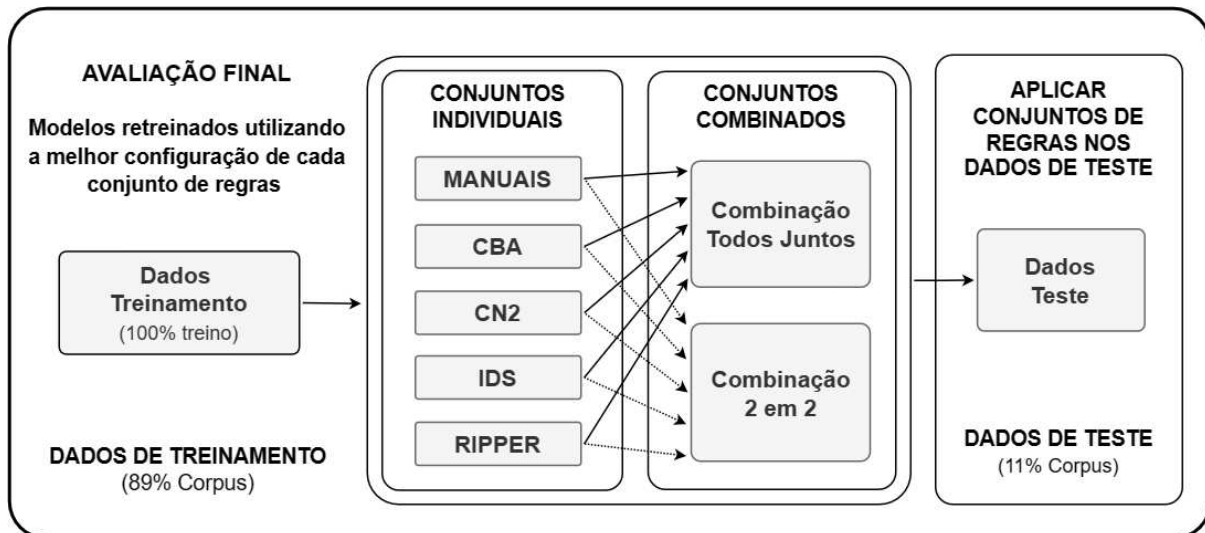 AVALIAÇÃO FINAL
Modelos retreinados utilizando
a melhor configuração de cada
conjunto de regras
Dados
Treinamento
(100% treino)
DADOS DE TREINAMENTO
(89% Corpus)
CONJUNTOS
INDIVIDUAIS
MANUAIS
CBA
CN2
IDS
RIPPER
CONJUNTOS
COMBINADOS
Combinação
Todos Juntos
Combinação
2 em 2
APLICAR
CONJUNTOS DE
REGRAS NOS
DADOS DE TESTE
Dados
Teste
DADOS DE TESTE
(11% Corpus)